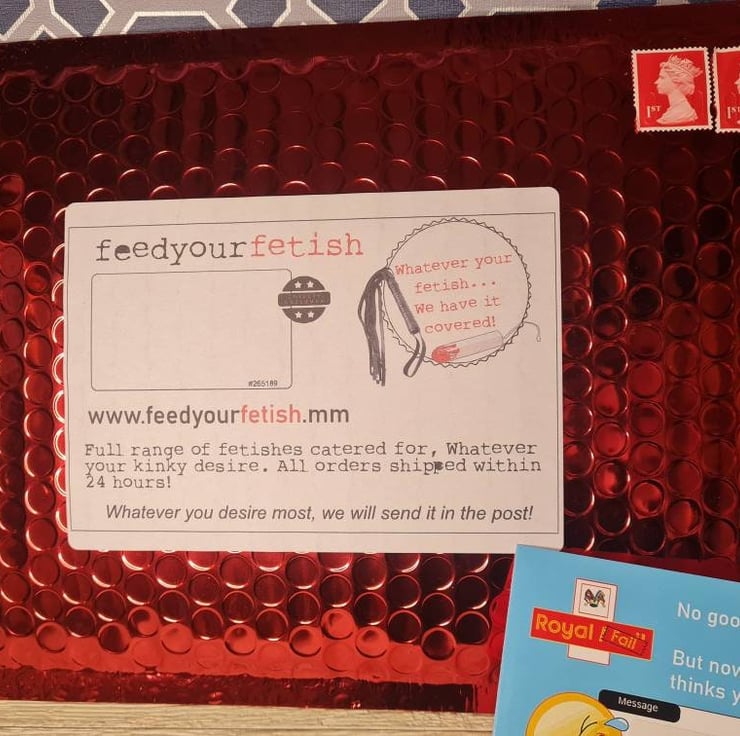 1ST
1ST
feedyourfetish
Whatever your
fetish...
We have it
covered!
#265189
www.feedyourfetish.mm
Full range of fetishes catered for, Whatever
your kinky desire. All orders shipped within
24 hours!
Whatever you desire most, we will send it in the post!
Royal Fail
No goo
But now
thinks y
Message